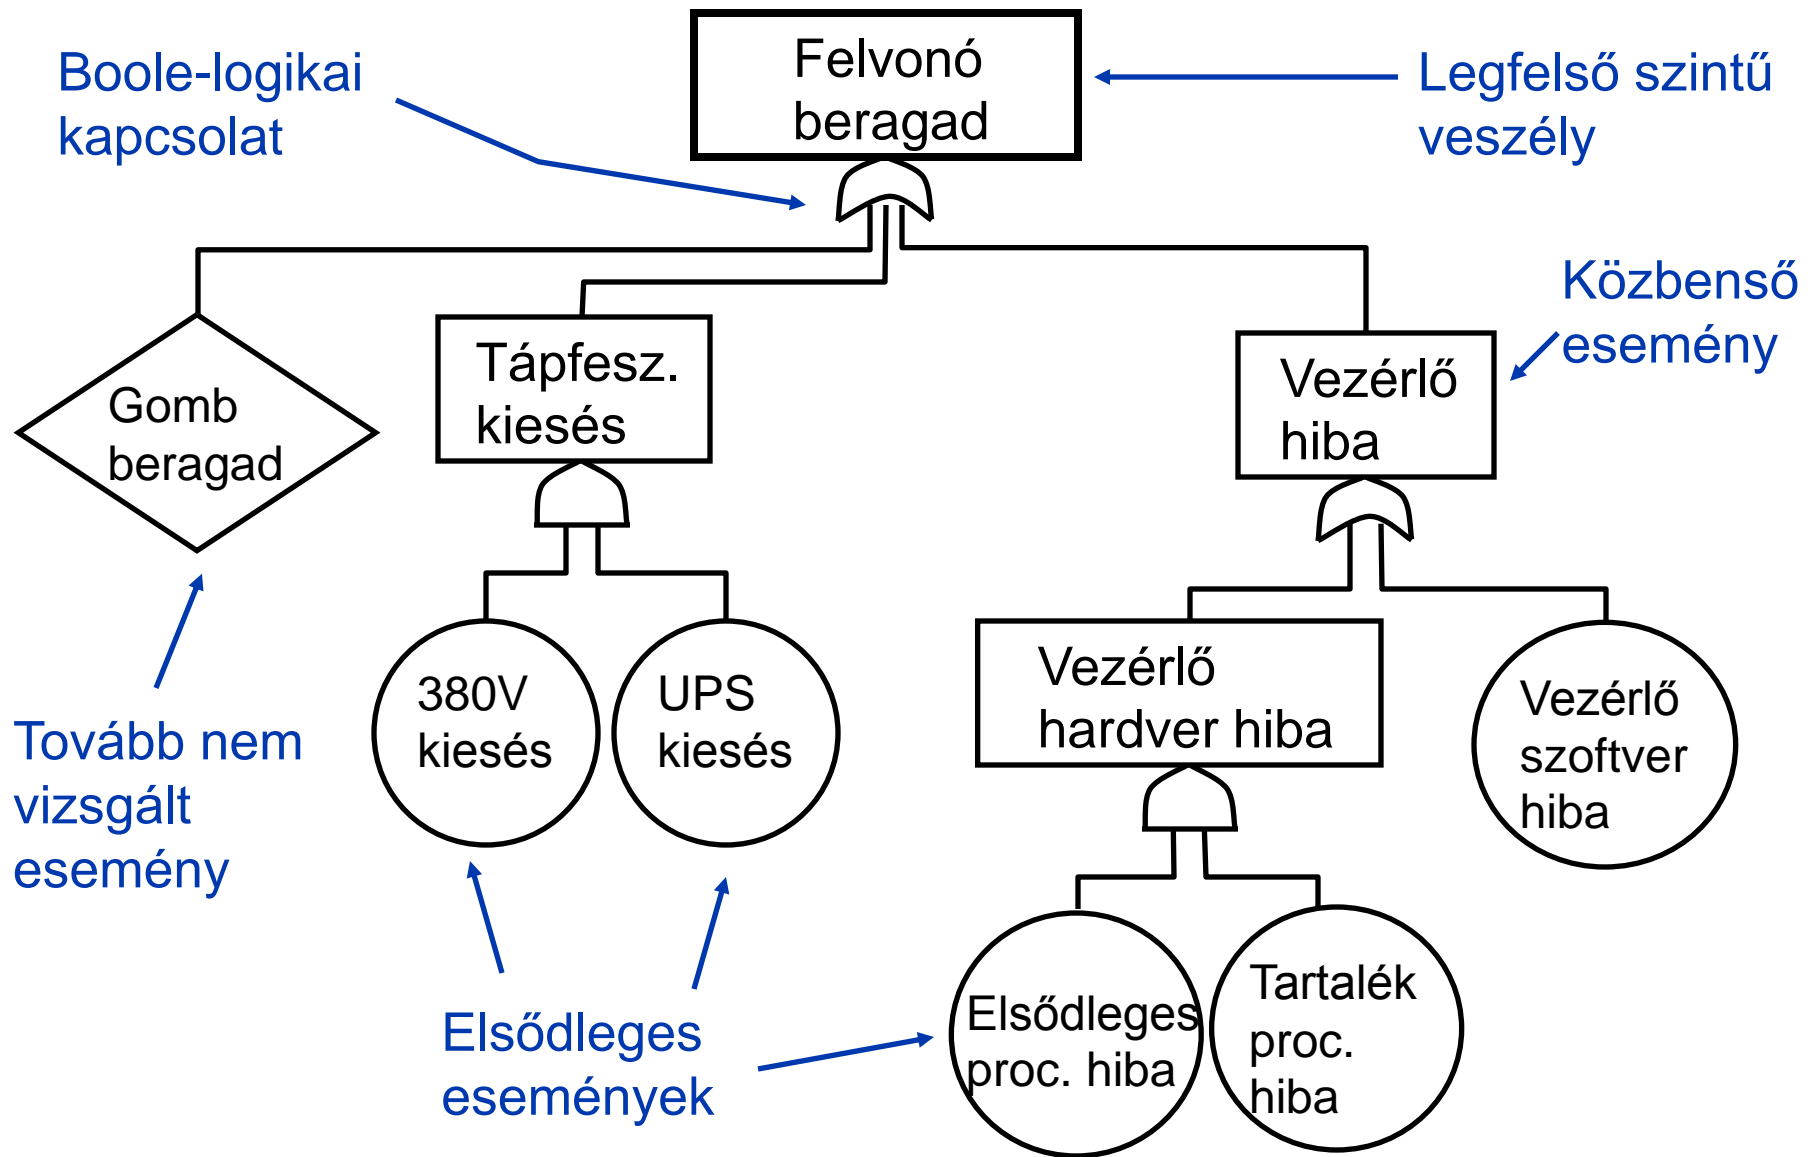 Boole-logikai
kapcsolat
Felvonó
beragad
Legfelső szintű
veszély
Közbenső
esemény
Gomb
beragad
Tápfesz.
kiesés
Vezérlő
hiba
Tovább nem
vizsgált
esemény
380V
kiesés
UPS
kiesés
Vezérlő
hardver hiba
Vezérlő
szoftver
hiba
Elsődleges
események
Elsődleges
proc. hiba
Tartalék
proc.
hiba